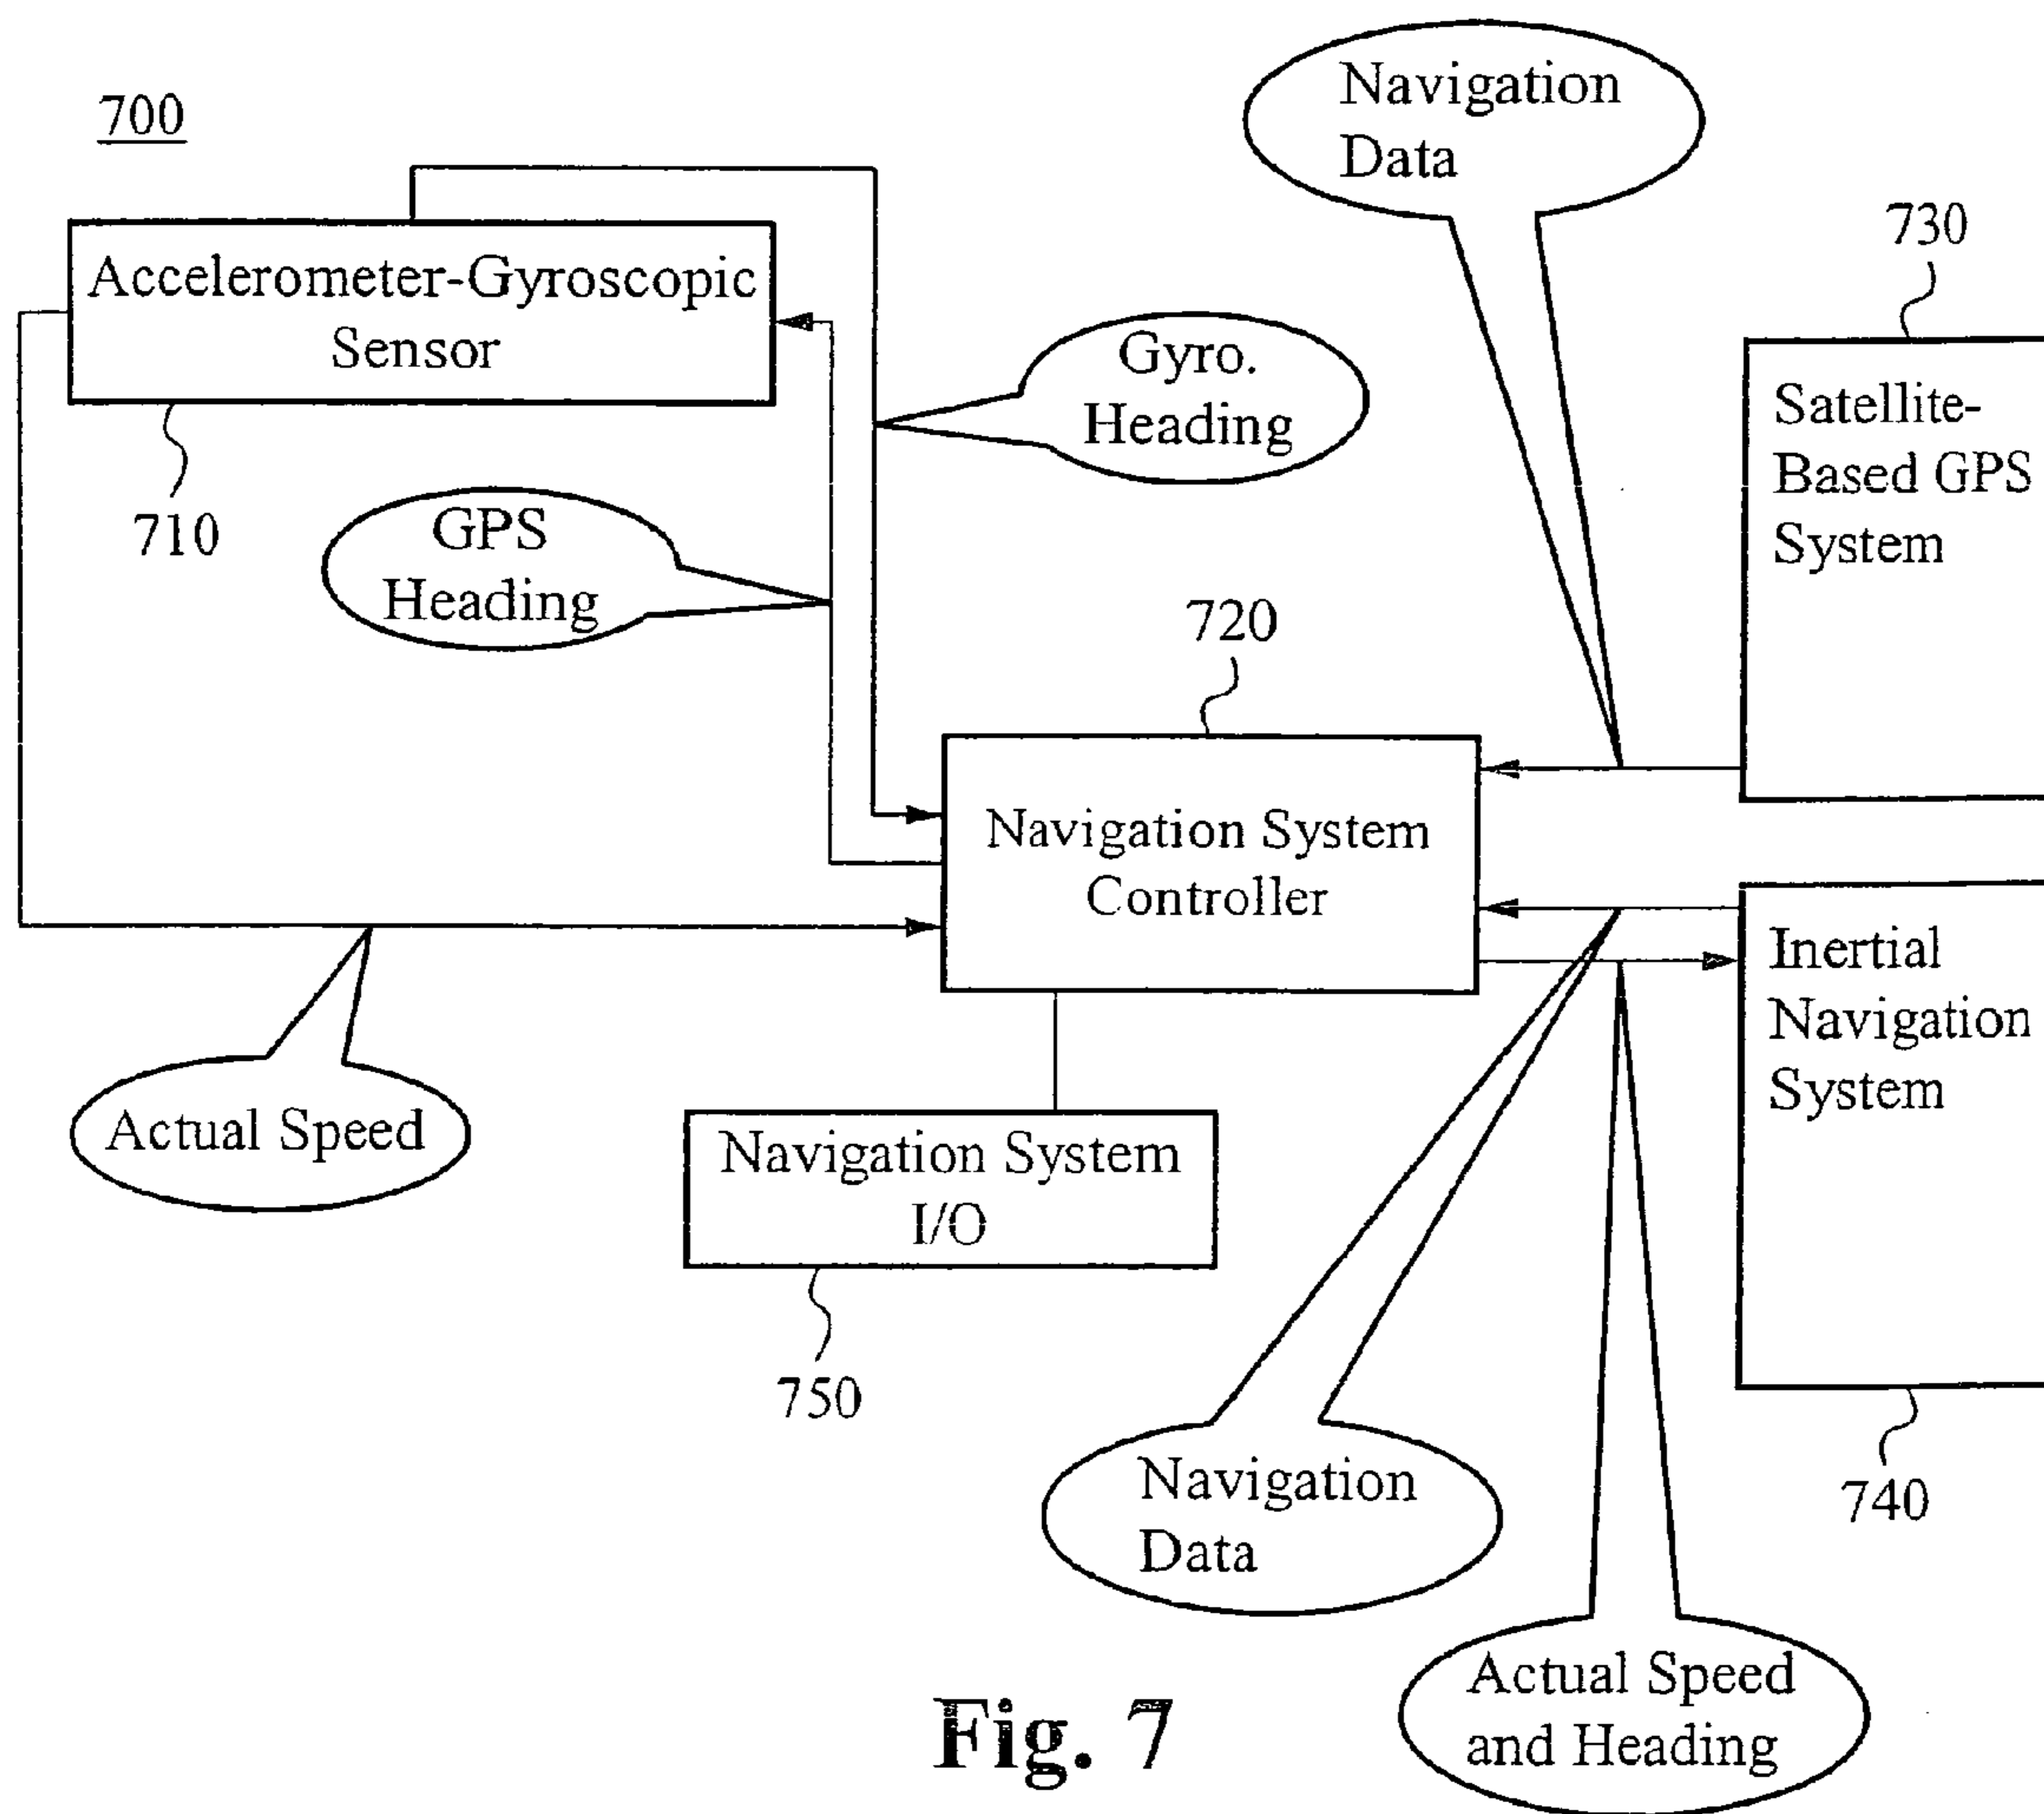 700
Navigation
Data
730
Accelerometer-Gyroscopic
Sensor
Gyro.
Heading
Satellite-
Based GPS
System
710
GPS
Heading
720
Navigation System
Controller
Inertial
Navigation
System
Actual Speed
Navigation System
I/O
750
Navigation
Data
740
Actual Speed
and Heading
Fig. 7